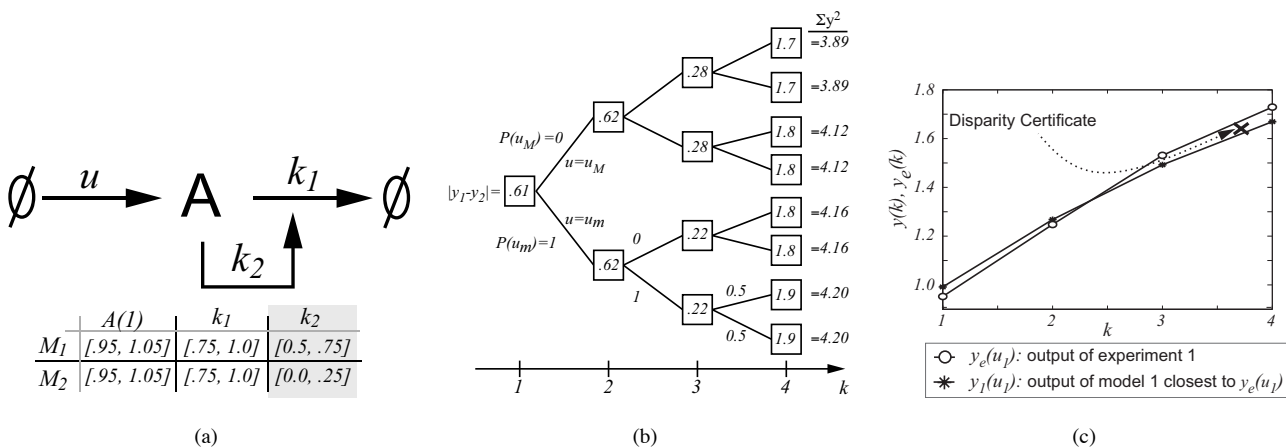 ∅ u A k1 ∅
k2
A(1) k1 k2
M1 [.95, 1.05] [.75, 1.0] [0.5, .75]
M2 [.95, 1.05] [.75, 1.0] [0.0, .25]
(a)
Σy²
1.7 =3.89
.28
1.7 =3.89
.62
P(uM)=0
1.8 =4.12
.28
u=uM
1.8 =4.12
|y1-y2|= .61
u=um
1.8 =4.16
P(um)=1
0
.22
1.8 =4.16
.62
1
0.5
1.9 =4.20
.22
0.5
1.9 =4.20
1 2 3 4 k
(b)
1.8
Disparity Certificate
1.6
1.4
1.2
1.0
y(k), ye(k)
1 2 3 4
k
ye(u1): output of experiment 1
y1(u1): output of model 1 closest to ye(u1)
(c)